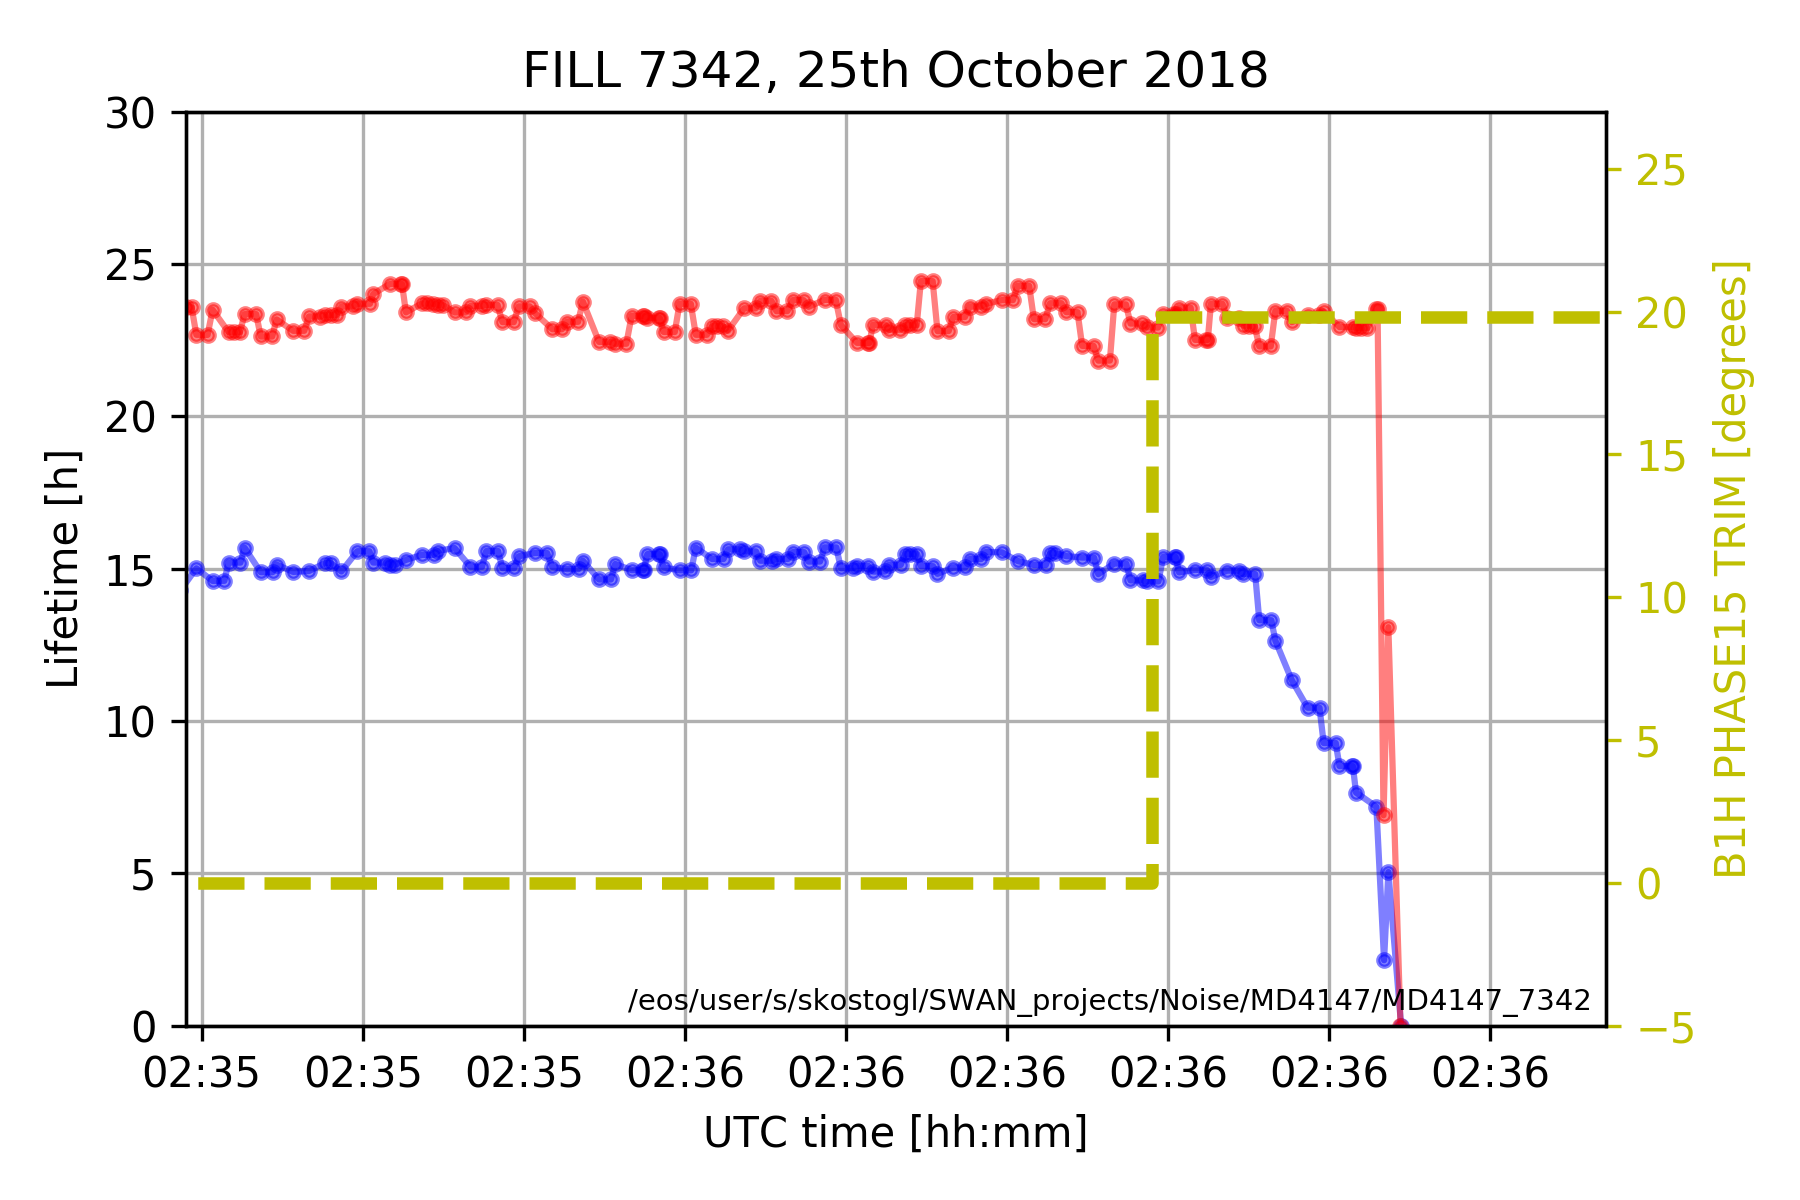 FILL 7342, 25th October 2018
30
25
20
15
10
5
0
Lifetime [h]
25
20
15
10
5
0
−5
B1H PHASE15 TRIM [degrees]
/eos/user/s/skostogl/SWAN_projects/Noise/MD4147/MD4147_7342
02:35 02:35 02:35 02:36 02:36 02:36 02:36 02:36 02:36
UTC time [hh:mm]